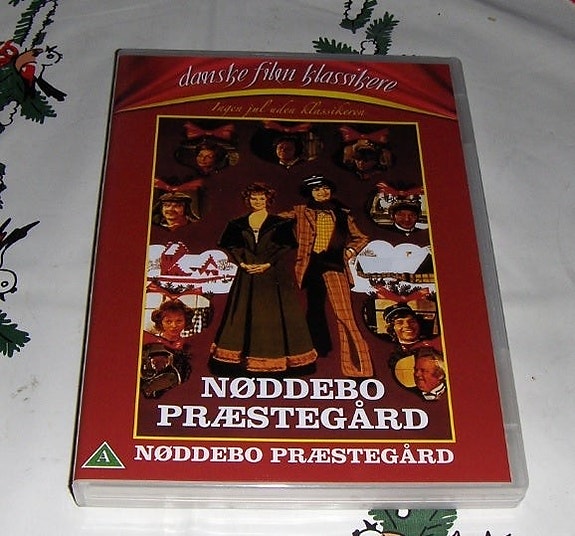 danske film klassikere
Ingen jul uden klassikeren
NØDDEBO
PRÆSTEGÅRD
A
NØDDEBO PRÆSTEGÅRD